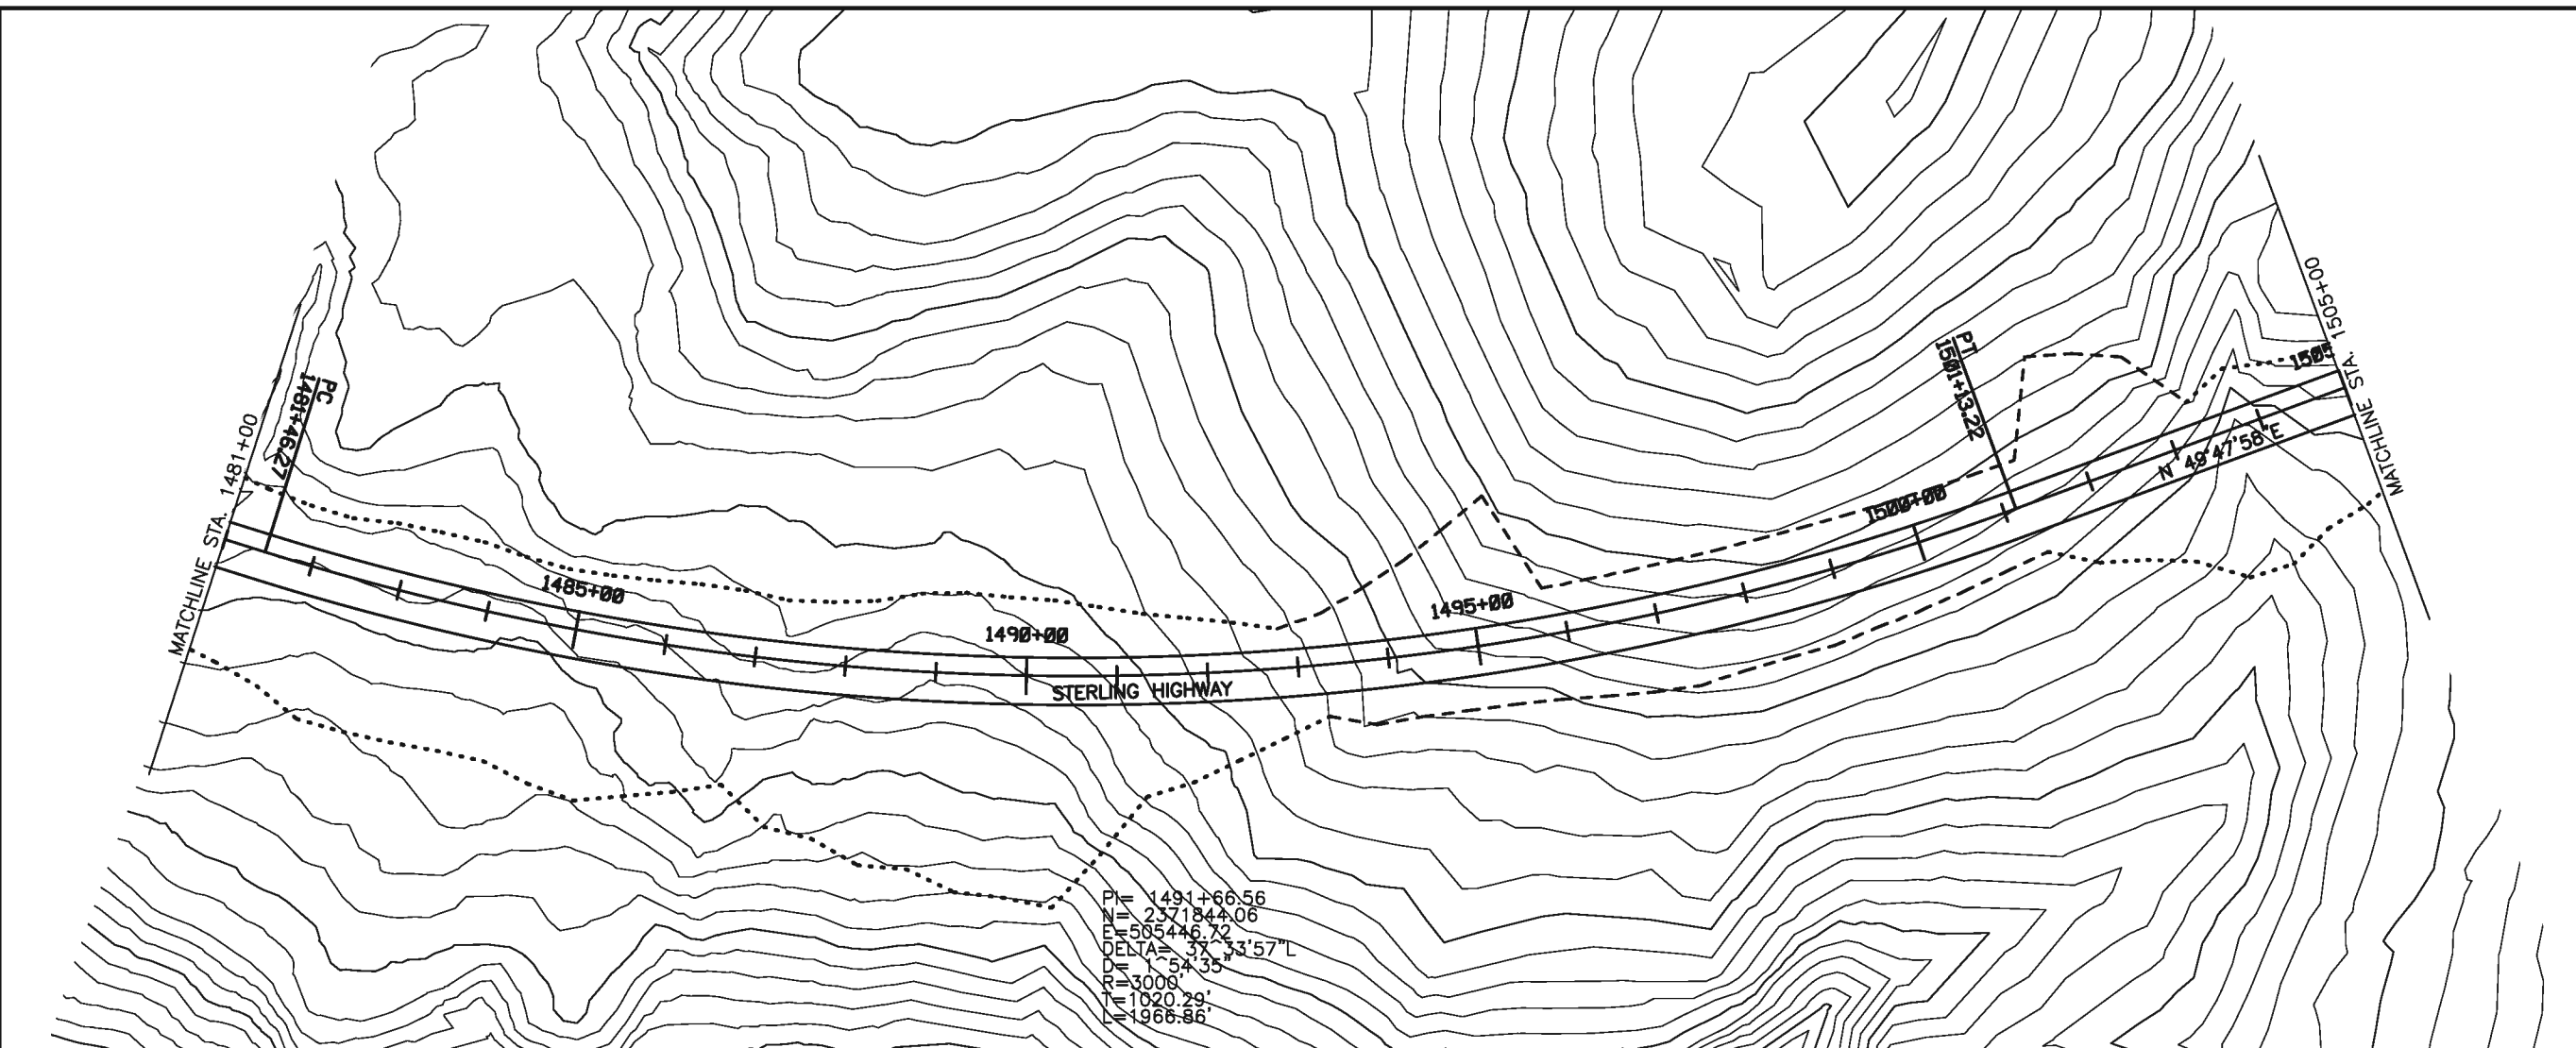 MATCHLINE STA. 1481+00
PC
1481+46.27
1485+00
1490+00
STERLING HIGHWAY
1495+00
1500+00
PT
1501+13.22
N 49°47'58"E
1505
MATCHLINE STA. 1505+00
PI= 1491+66.56
N= 2371844.06
E=505446.72
DELTA= 37^33'57"L
D= 1^54'35"
R=3000'
T=1020.29'
L=1966.86'